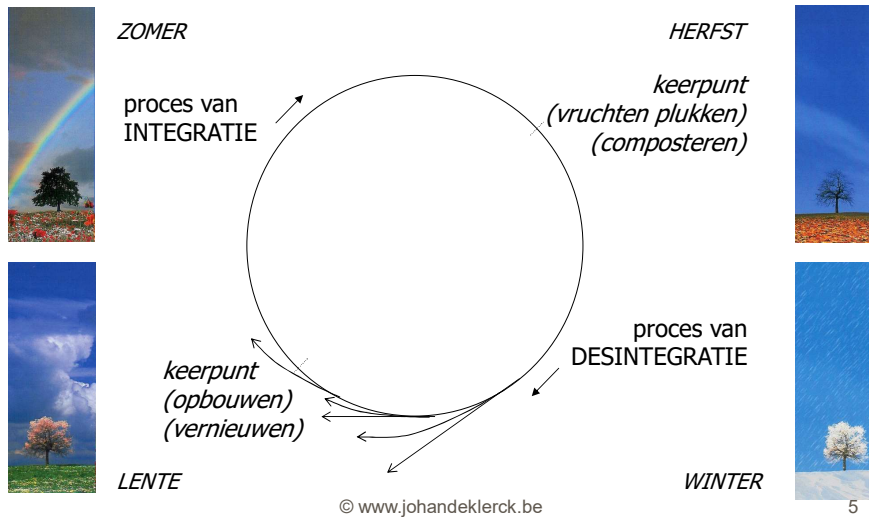 ZOMER
HERFST
proces van
INTEGRATIE
keerpunt
(vruchten plukken)
(composteren)
proces van
DESINTEGRATIE
keerpunt
(opbouwen)
(vernieuwen)
LENTE
WINTER
© www.johandeklerck.be
5